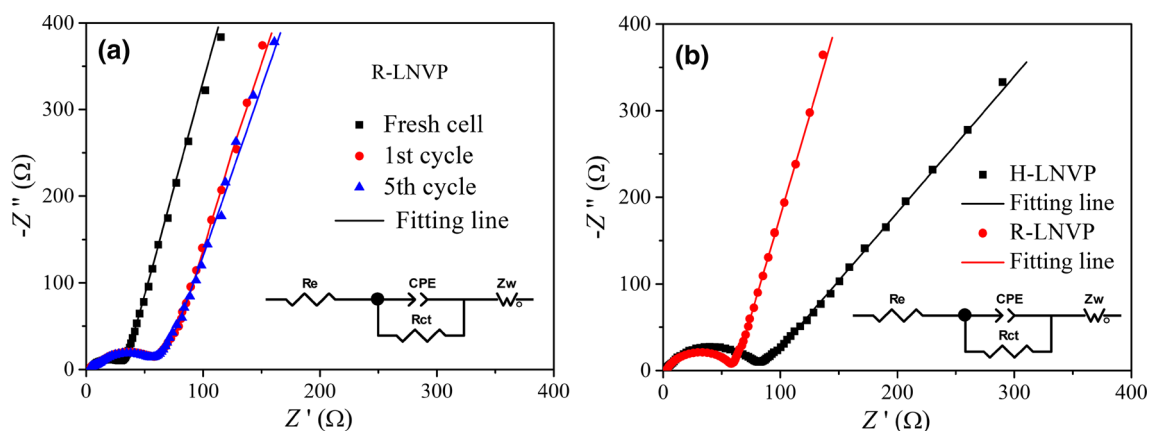 (a)
R-LNVP
Fresh cell
1st cycle
5th cycle
Fitting line
Re
CPE
Zw
Rct
400
300
200
100
0
-Z" (Ω)
0 100 200 300 400
Z' (Ω)
(b)
H-LNVP
Fitting line
R-LNVP
Fitting line
Re
CPE
Zw
Rct
400
300
200
100
0
-Z" (Ω)
0 100 200 300 400
Z' (Ω)